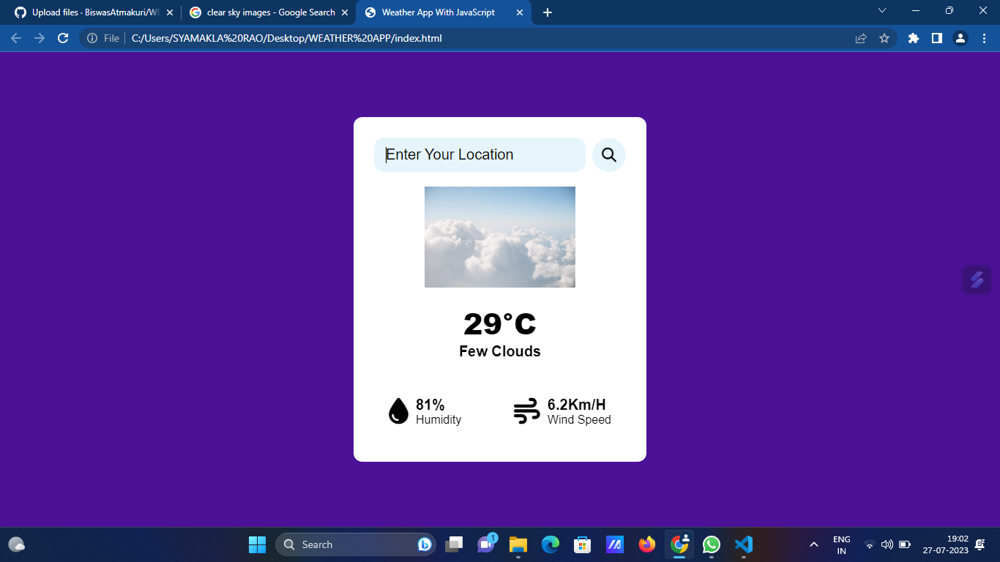 Upload files · BiswasAtmakuri/WE
clear sky images - Google Search
Weather App With JavaScript
File
C:/Users/SYAMAKLA%20RAO/Desktop/WEATHER%20APP/index.html
Enter Your Location
29°C
Few Clouds
81%
Humidity
6.2Km/H
Wind Speed
Search
1
ENG
IN
19:02
27-07-2023